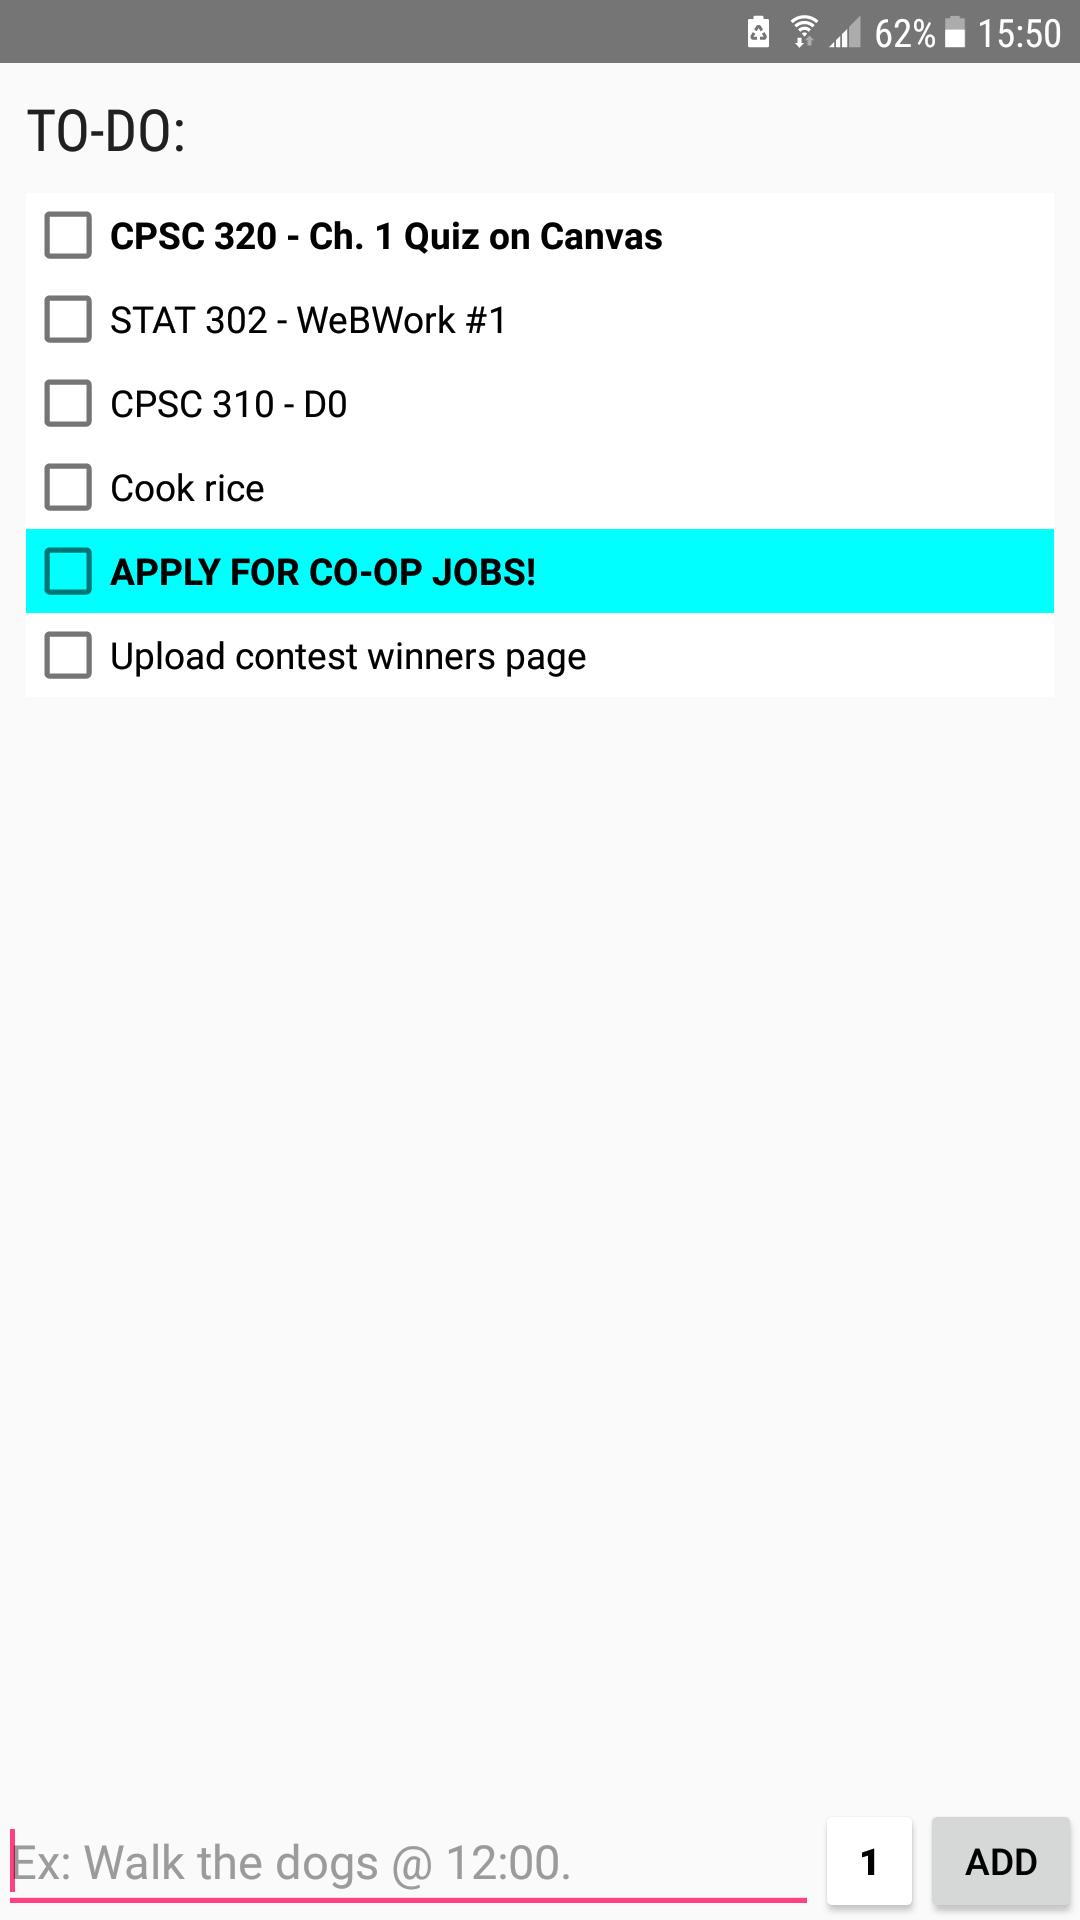 62% 15:50
TO-DO:
CPSC 320 - Ch. 1 Quiz on Canvas
STAT 302 - WeBWork #1
CPSC 310 - D0
Cook rice
APPLY FOR CO-OP JOBS!
Upload contest winners page
Ex: Walk the dogs @ 12:00. 1 ADD